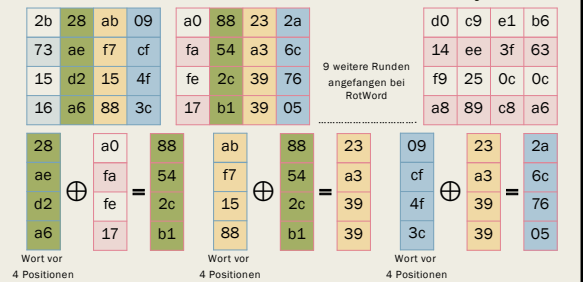 2b 28 ab 09 a0 88 23 2a d0 c9 e1 b6
73 ae f7 cf fa 54 a3 6c 14 ee 3f 63
15 d2 15 4f fe 2c 39 76 f9 25 0c 0c
16 a6 88 3c 17 b1 39 05 a8 89 c8 a6
9 weitere Runden
angefangen bei
RotWord
28 a0 88 ab 88 23 09 23 2a
ae fa 54 f7 54 a3 cf a3 6c
⊕ = ⊕ = ⊕ =
d2 fe 2c 15 2c 39 4f 39 76
a6 17 b1 88 b1 39 3c 39 05
Wort vor Wort vor Wort vor
4 Positionen 4 Positionen 4 Positionen